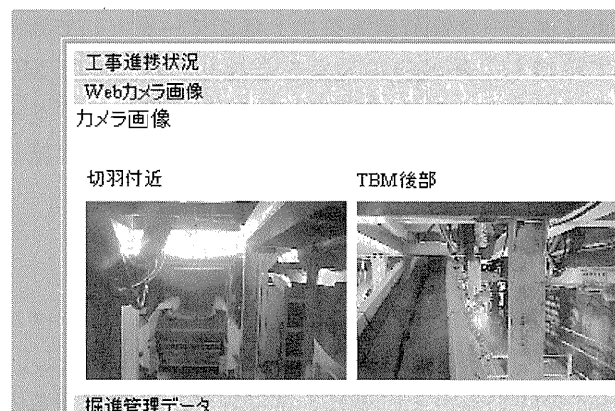 工事進捗状況
Webカメラ画像
カメラ画像
切羽付近
TBM後部
掘進管理データ